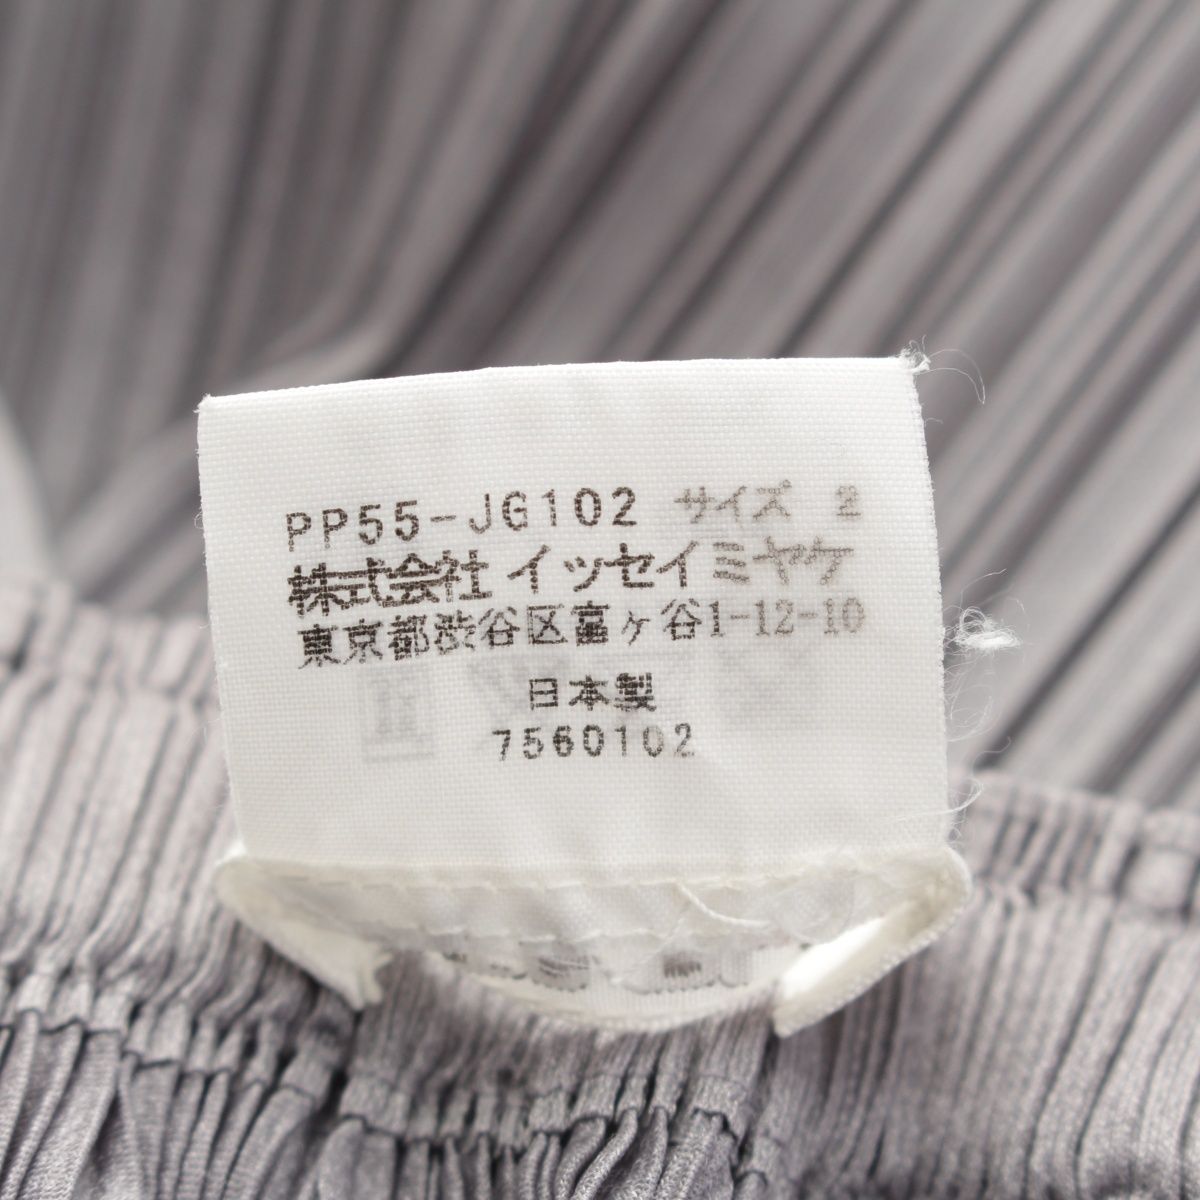 PP55-JG102 サイズ 2
株式会社 イッセイミヤケ
東京都渋谷区富ヶ谷1-12-10
日本製
7560102